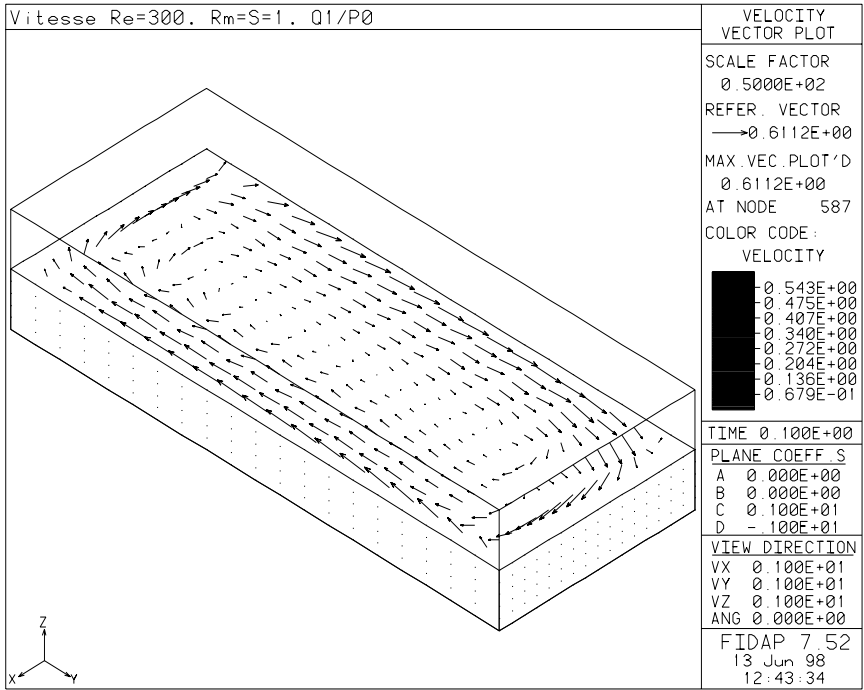 Vitesse Re=300. Rm=S=1. Q1/P0
VELOCITY
VECTOR PLOT
SCALE FACTOR
0.5000E+02
REFER. VECTOR
0.6112E+00
MAX.VEC.PLOT'D
0.6112E+00
AT NODE 587
COLOR CODE:
VELOCITY
0.543E+00
0.475E+00
0.407E+00
0.340E+00
0.272E+00
0.204E+00
0.136E+00
0.679E-01
TIME 0.100E+00
PLANE COEFF.S
A 0.000E+00
B 0.000E+00
C 0.100E+01
D -.100E+01
VIEW DIRECTION
VX 0.100E+01
VY 0.100E+01
VZ 0.100E+01
ANG 0.000E+00
FIDAP 7.52
13 Jun 98
12:43:34
Z
X
Y